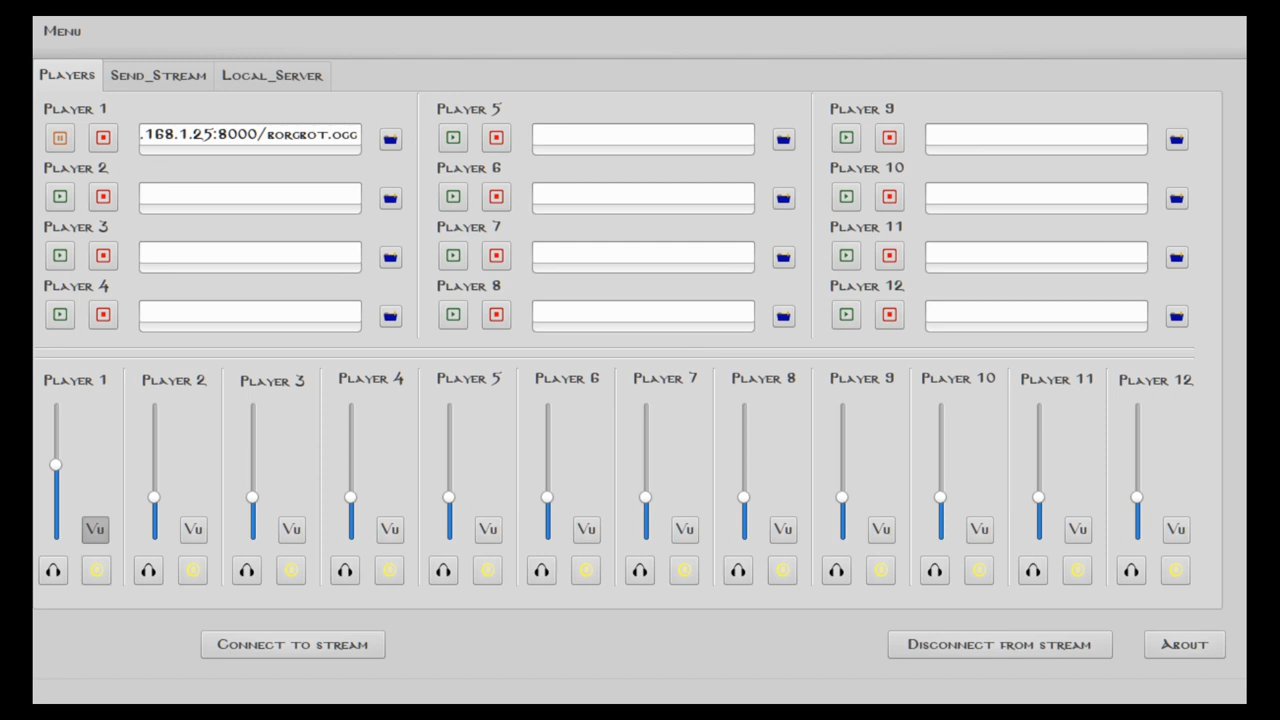 Menu
Players Send_Stream Local_Server
Player 1 Player 5 Player 9
.168.1.25:8000/borgbot.ogg
Player 2 Player 6 Player 10
Player 3 Player 7 Player 11
Player 4 Player 8 Player 12
Player 1 Player 2 Player 3 Player 4 Player 5 Player 6 Player 7 Player 8 Player 9 Player 10 Player 11 Player 12
Vu Vu Vu Vu Vu Vu Vu Vu Vu Vu Vu Vu
Connect to stream Disconnect from stream About